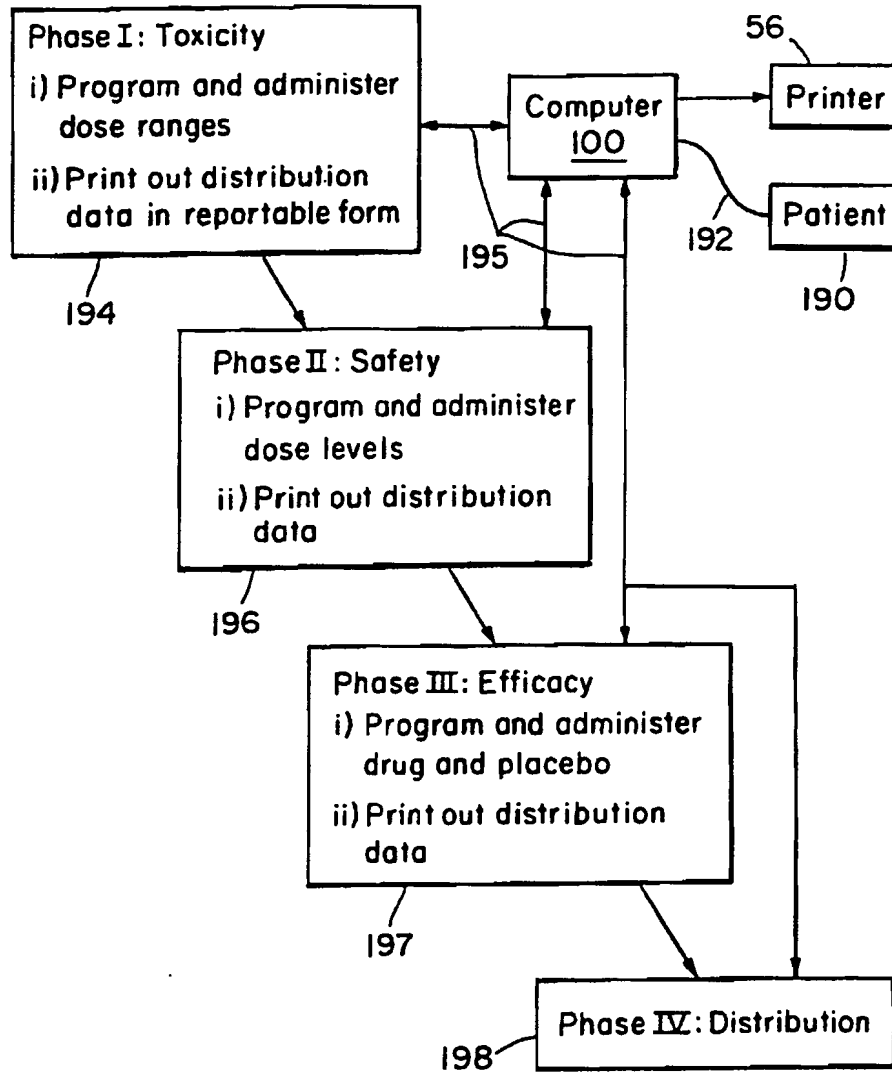 Phase I: Toxicity
i) Program and administer
dose ranges
ii) Print out distribution
data in reportable form
194
Computer
100
56
Printer
192
Patient
190
195
Phase II: Safety
i) Program and administer
dose levels
ii) Print out distribution
data
196
Phase III: Efficacy
i) Program and administer
drug and placebo
ii) Print out distribution
data
197
Phase IV: Distribution
198